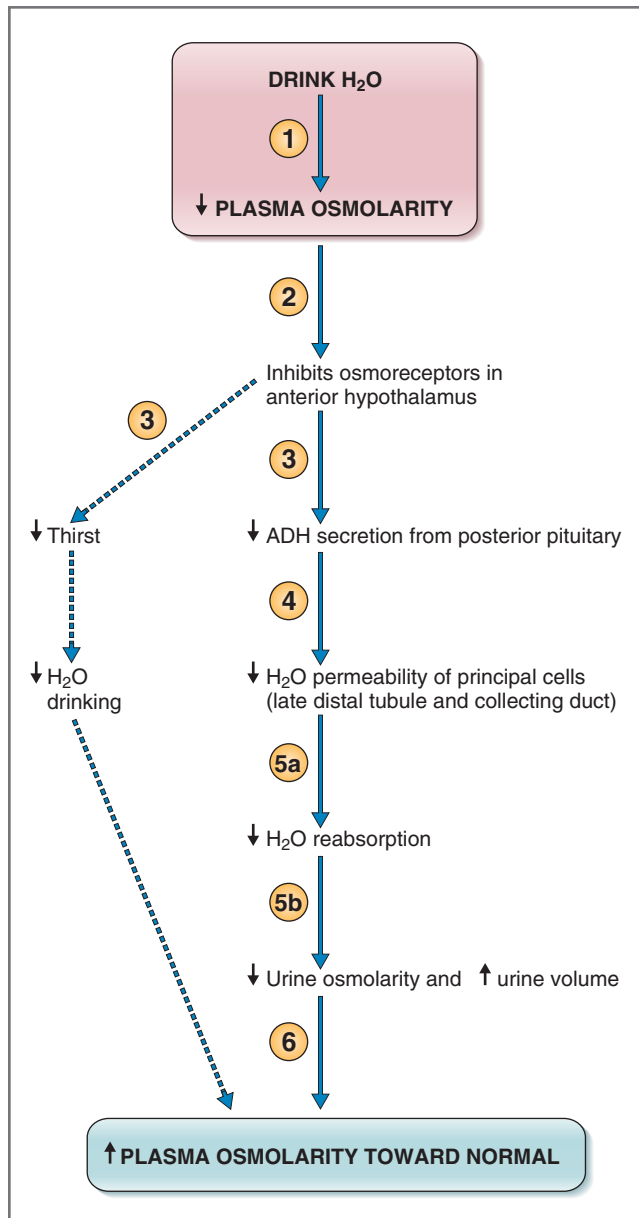 DRINK H₂O
1
↓ PLASMA OSMOLARITY
2
Inhibits osmoreceptors in
anterior hypothalamus
3
3
↓ Thirst
↓ ADH secretion from posterior pituitary
4
↓ H₂O
drinking
↓ H₂O permeability of principal cells
(late distal tubule and collecting duct)
5a
↓ H₂O reabsorption
5b
↓ Urine osmolarity and ↑ urine volume
6
↑ PLASMA OSMOLARITY TOWARD NORMAL